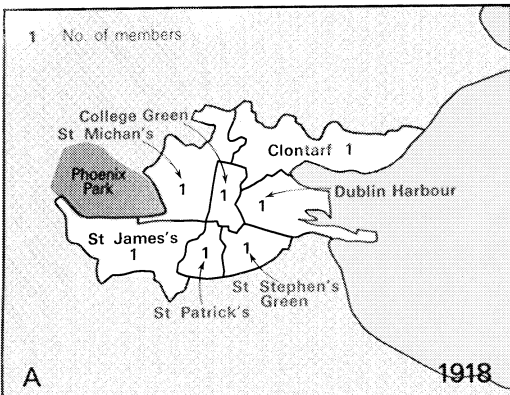 1 No. of members
College Green
St Michan's
Clontarf 1
Phoenix
Park
1
1
1
Dublin Harbour
St James's
1
1
1
St Stephen's
Green
St Patrick's
A
1918